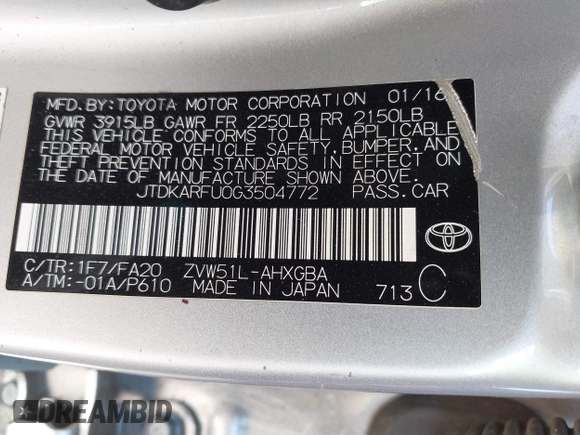 MFD.BY:TOYOTA MOTOR CORPORATION 01/16
GVWR 3915LB GAWR FR 2250LB RR 2150LB
THIS VEHICLE CONFORMS TO ALL APPLICABLE
FEDERAL MOTOR VEHICLE SAFETY,BUMPER,AND
THEFT PREVENTION STANDARDS IN EFFECT ON
THE DATE OF MANUFACTURE SHOWN ABOVE.
JTDKARFU0G3504772 PASS.CAR
TOYOTA
C/TR:1F7/FA20 ZVW51L-AHXGBA
A/TM:-01A/P610 MADE IN JAPAN 713 C
DREAMBID